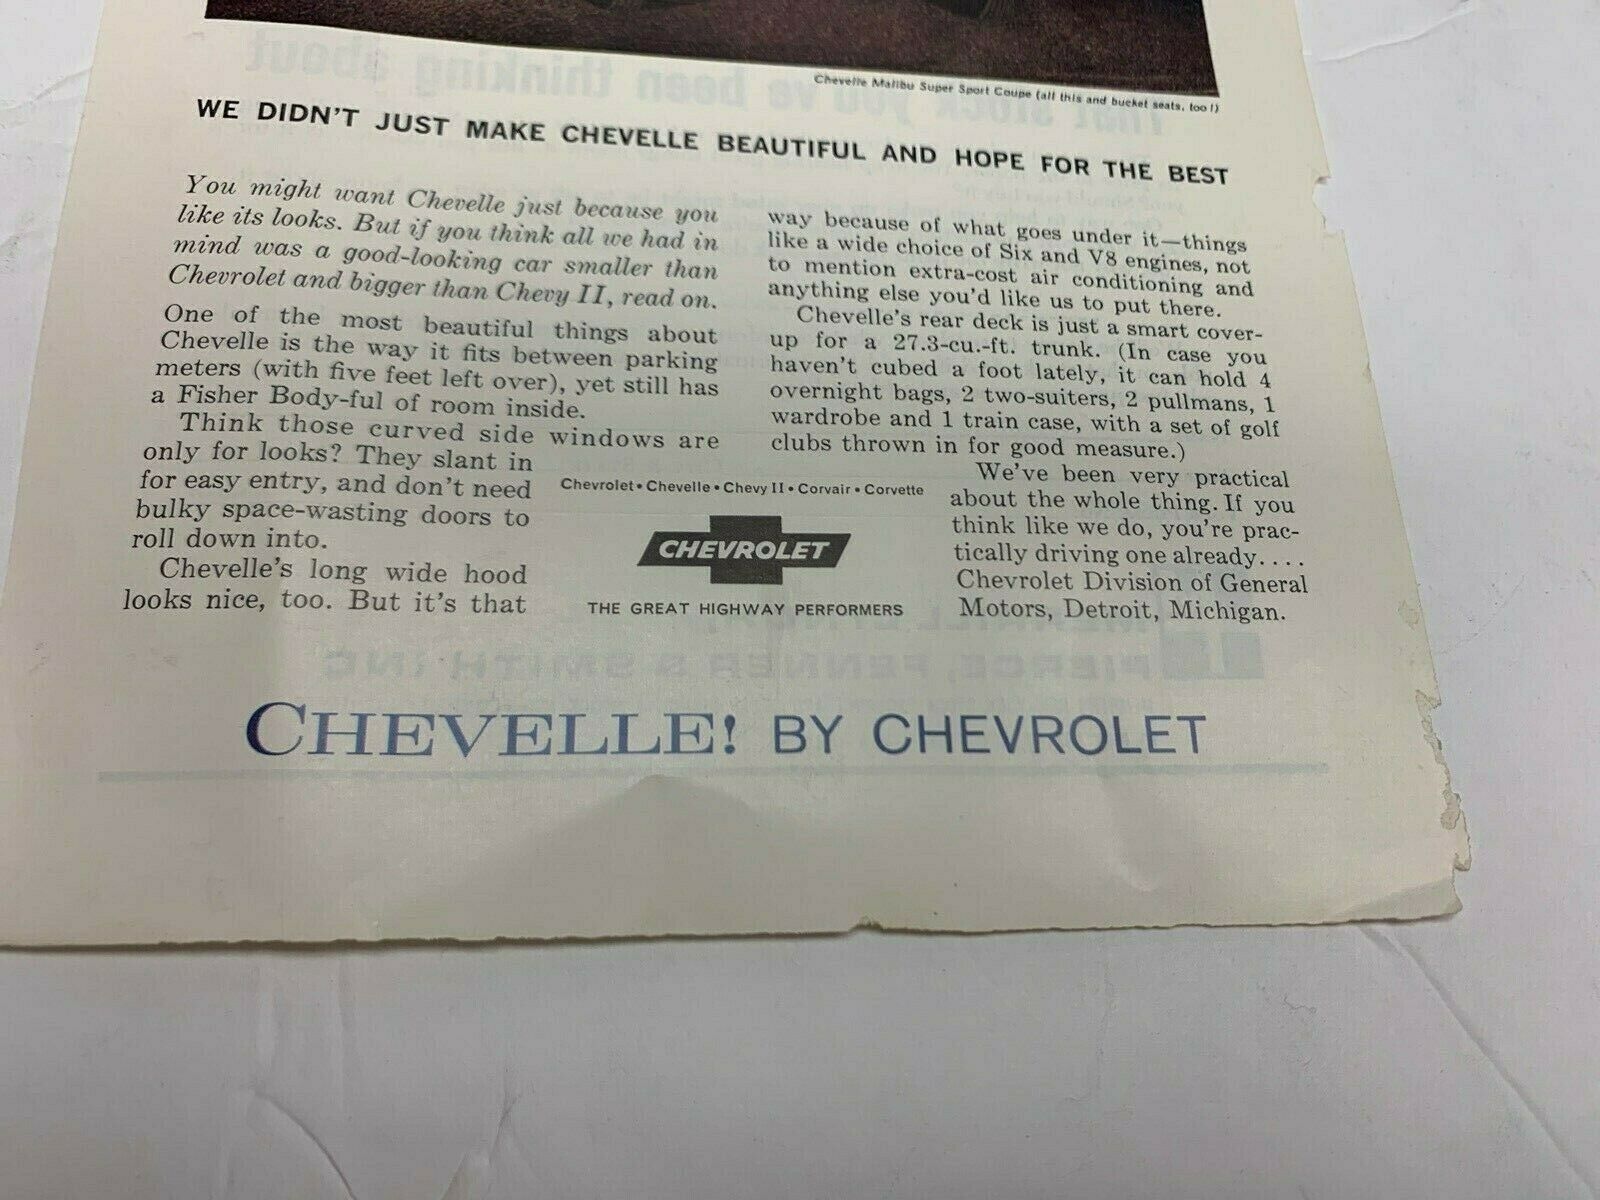 Chevelle Malibu Super Sport Coupe (all this and bucket seats, too!)
WE DIDN'T JUST MAKE CHEVELLE BEAUTIFUL AND HOPE FOR THE BEST
You might want Chevelle just because you
like its looks. But if you think all we had in
mind was a good-looking car smaller than
Chevrolet and bigger than Chevy II, read on.
One of the most beautiful things about
Chevelle is the way it fits between parking
meters (with five feet left over), yet still has
a Fisher Body-ful of room inside.
Think those curved side windows are
only for looks? They slant in
for easy entry, and don't need
bulky space-wasting doors to
roll down into.
Chevelle's long wide hood
looks nice, too. But it's that
way because of what goes under it—things
like a wide choice of Six and V8 engines, not
to mention extra-cost air conditioning and
anything else you'd like us to put there.
Chevelle's rear deck is just a smart cover-
up for a 27.3-cu.-ft. trunk. (In case you
haven't cubed a foot lately, it can hold 4
overnight bags, 2 two-suiters, 2 pullmans, 1
wardrobe and 1 train case, with a set of golf
clubs thrown in for good measure.)
We've been very practical
about the whole thing. If you
think like we do, you're prac-
tically driving one already....
Chevrolet Division of General
Motors, Detroit, Michigan.
Chevrolet • Chevelle • Chevy II • Corvair • Corvette
CHEVROLET
THE GREAT HIGHWAY PERFORMERS
CHEVELLE! BY CHEVROLET